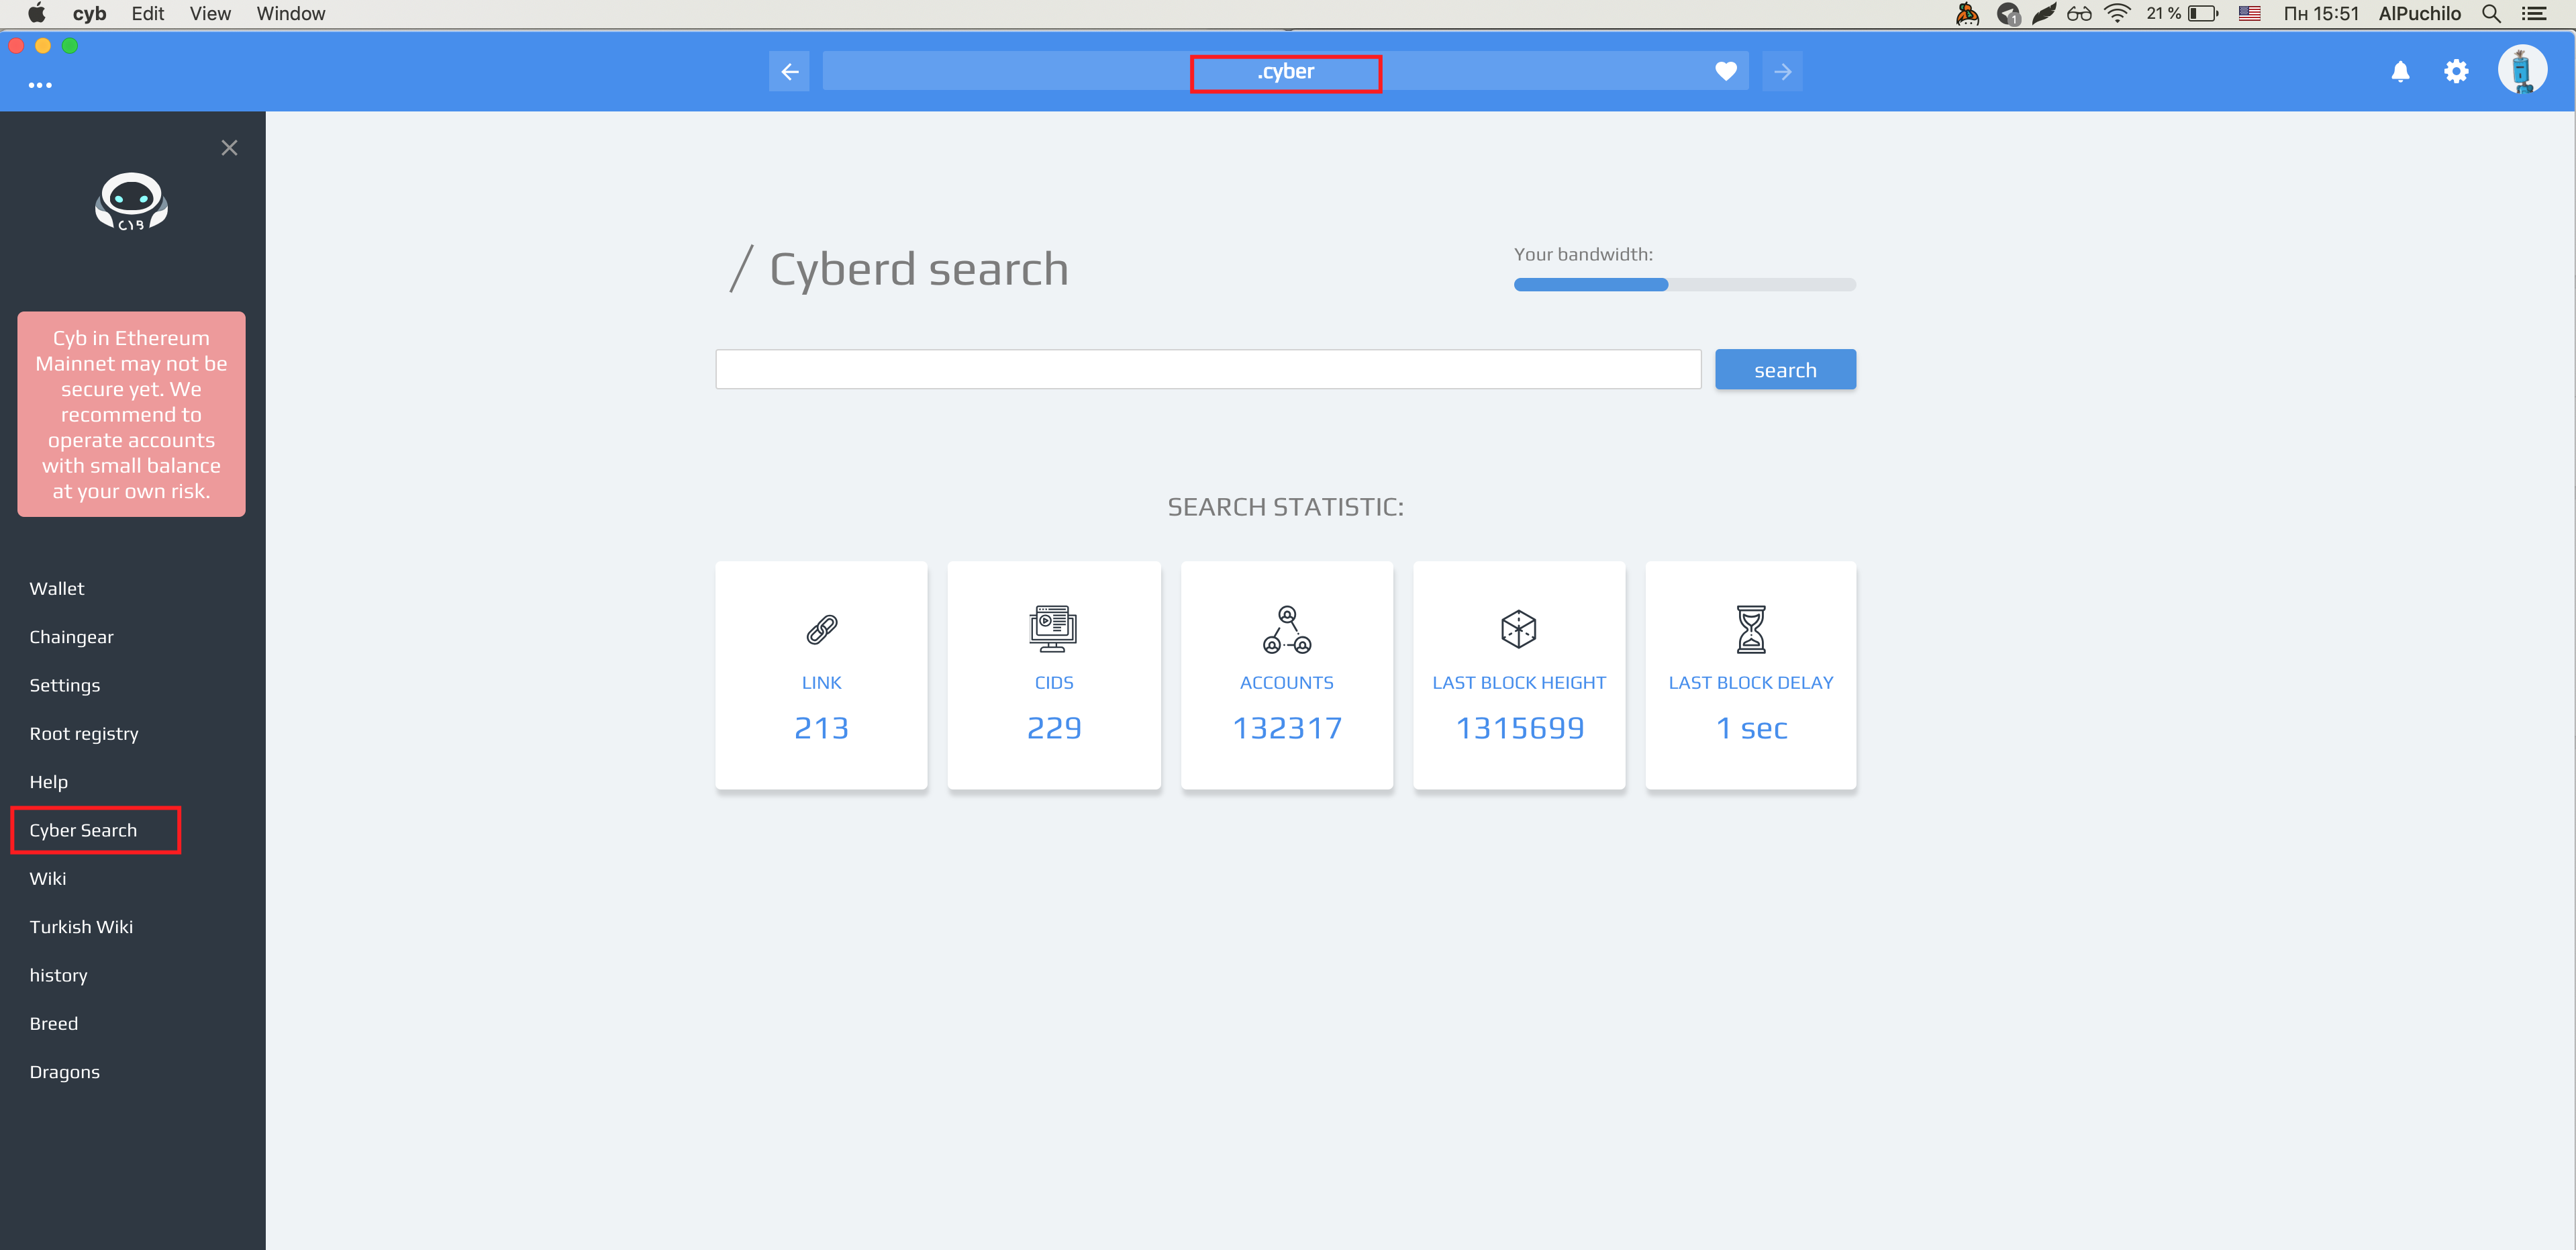 cyb Edit View Window
1 21 % Пн 15:51 AlPuchilo
.cyber
CYB
Cyb in Ethereum
Mainnet may not be
secure yet. We
recommend to
operate accounts
with small balance
at your own risk.
Wallet
Chaingear
Settings
Root registry
Help
Cyber Search
Wiki
Turkish Wiki
history
Breed
Dragons
/ Cyberd search
Your bandwidth:
search
SEARCH STATISTIC:
LINK
213
CIDS
229
ACCOUNTS
132317
LAST BLOCK HEIGHT
1315699
LAST BLOCK DELAY
1 sec